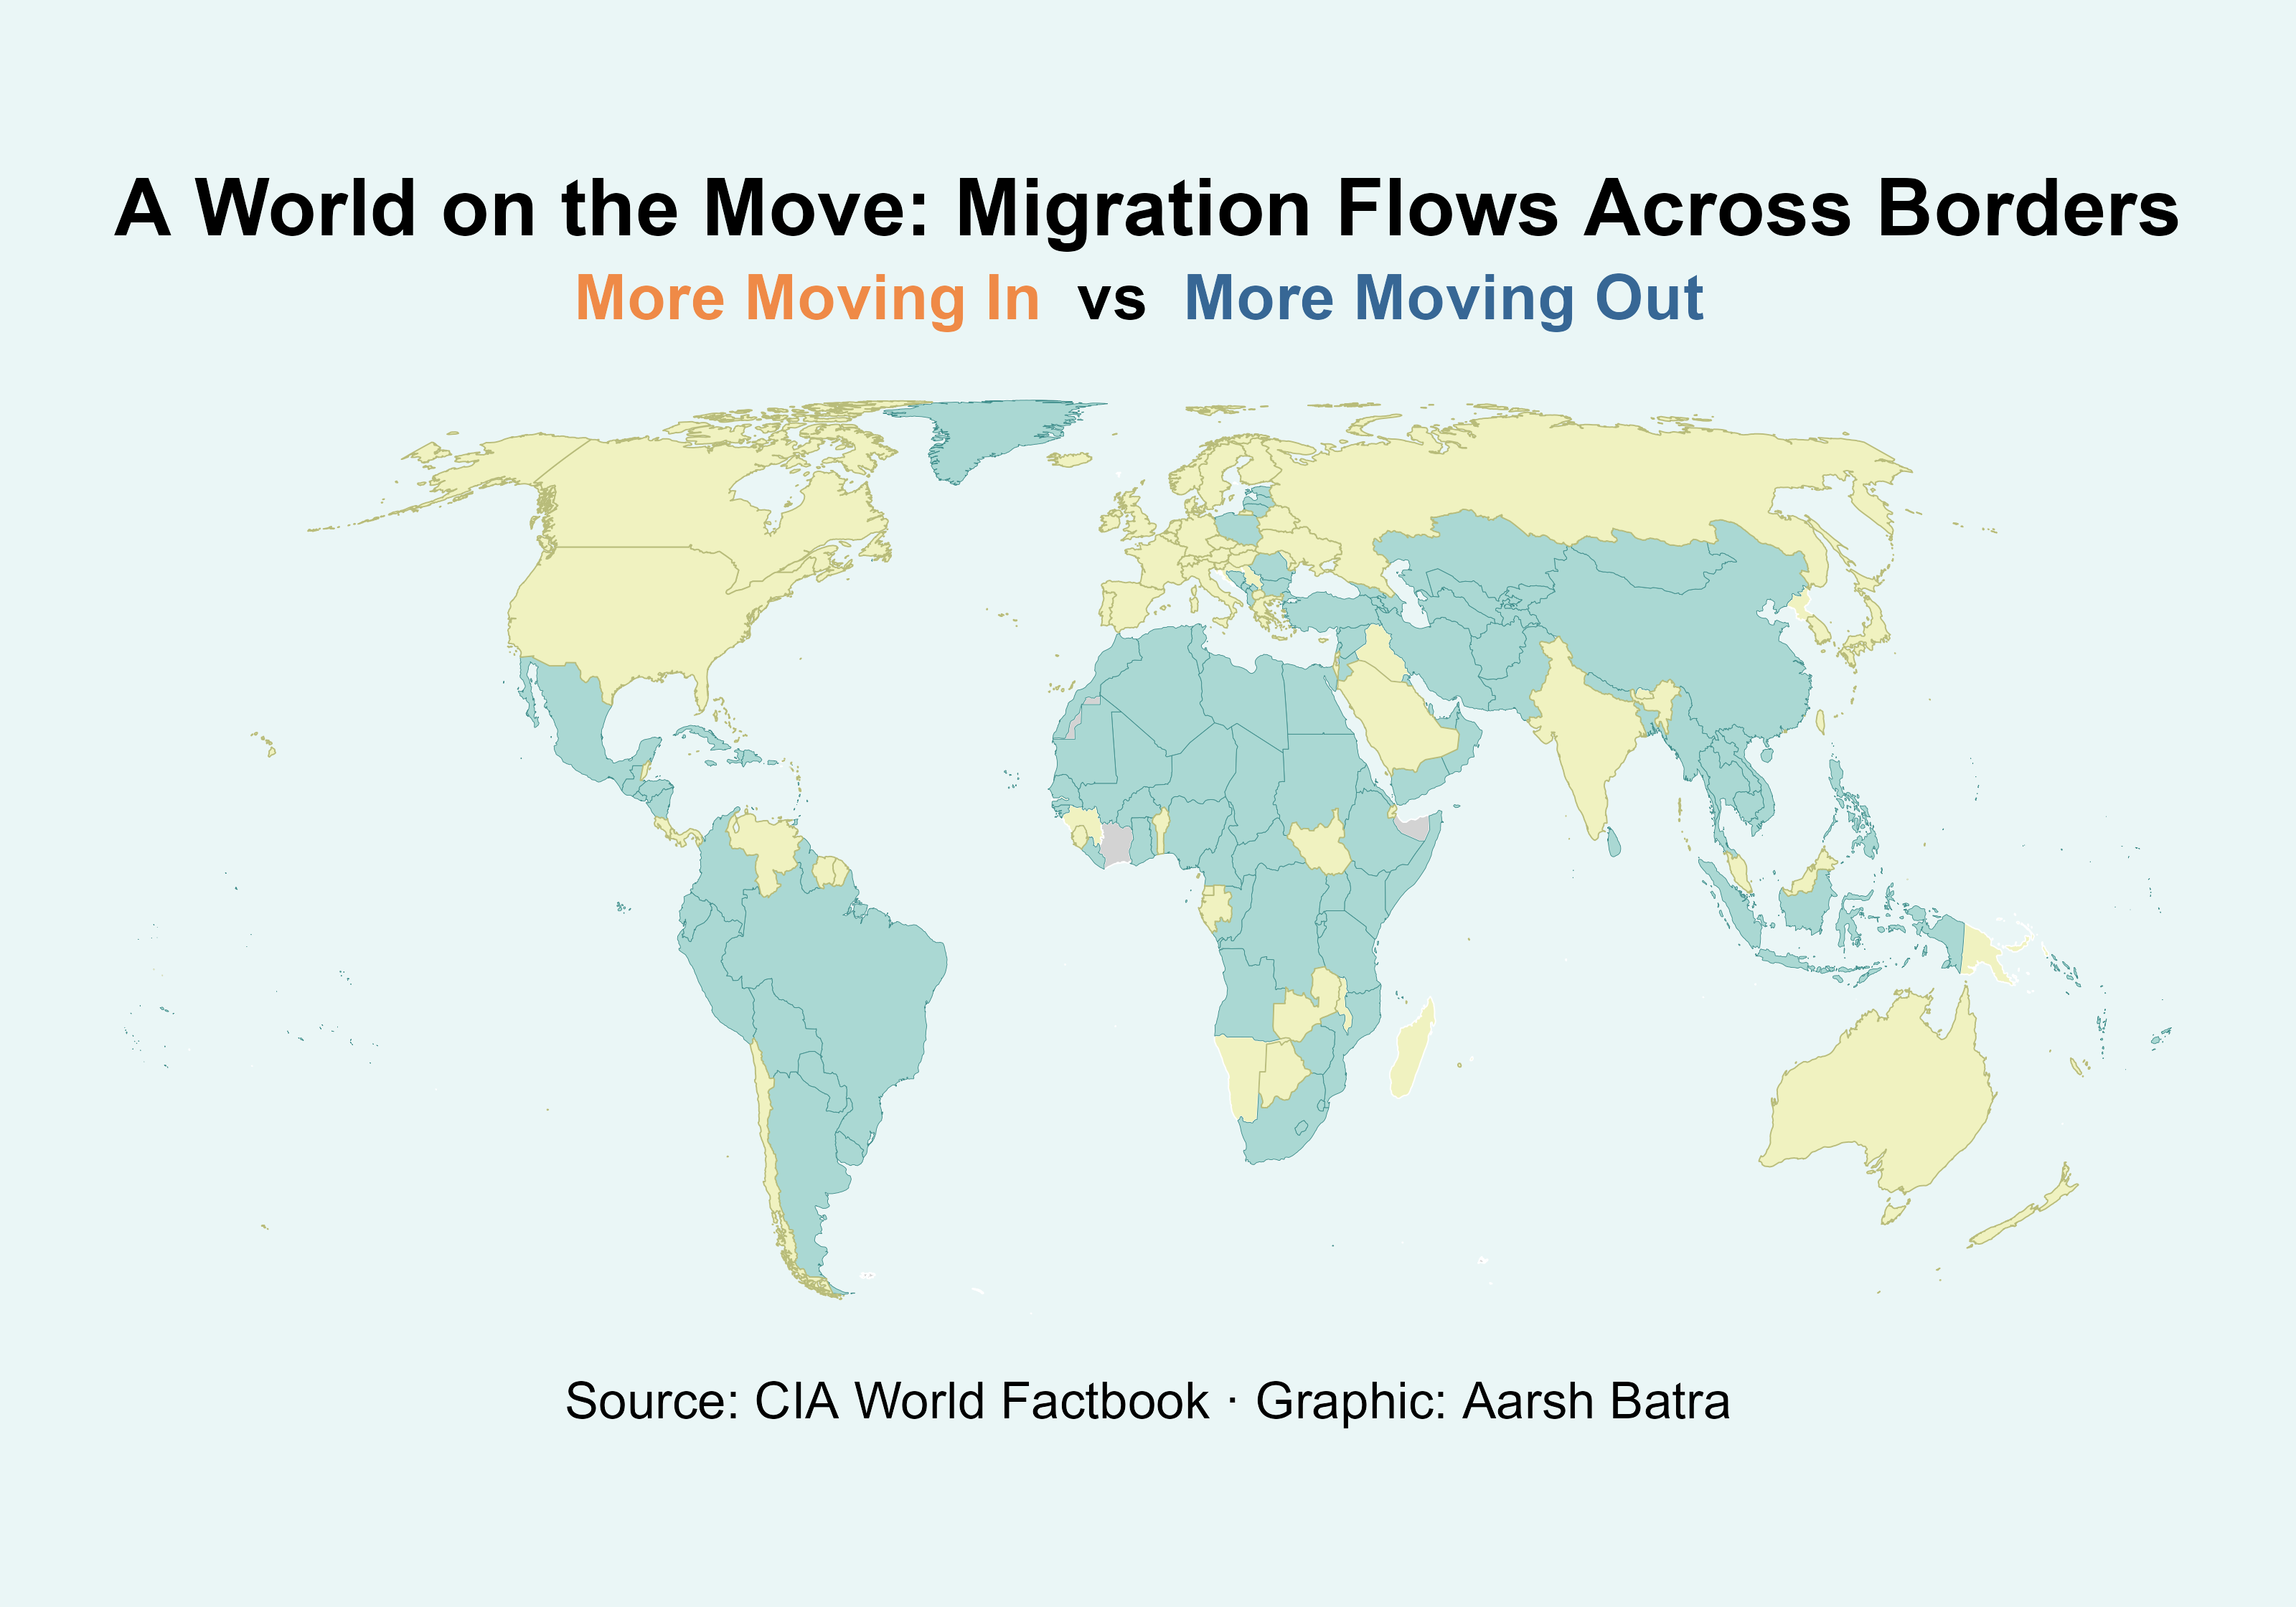 A World on the Move: Migration Flows Across Borders
More Moving In vs More Moving Out
Source: CIA World Factbook · Graphic: Aarsh Batra